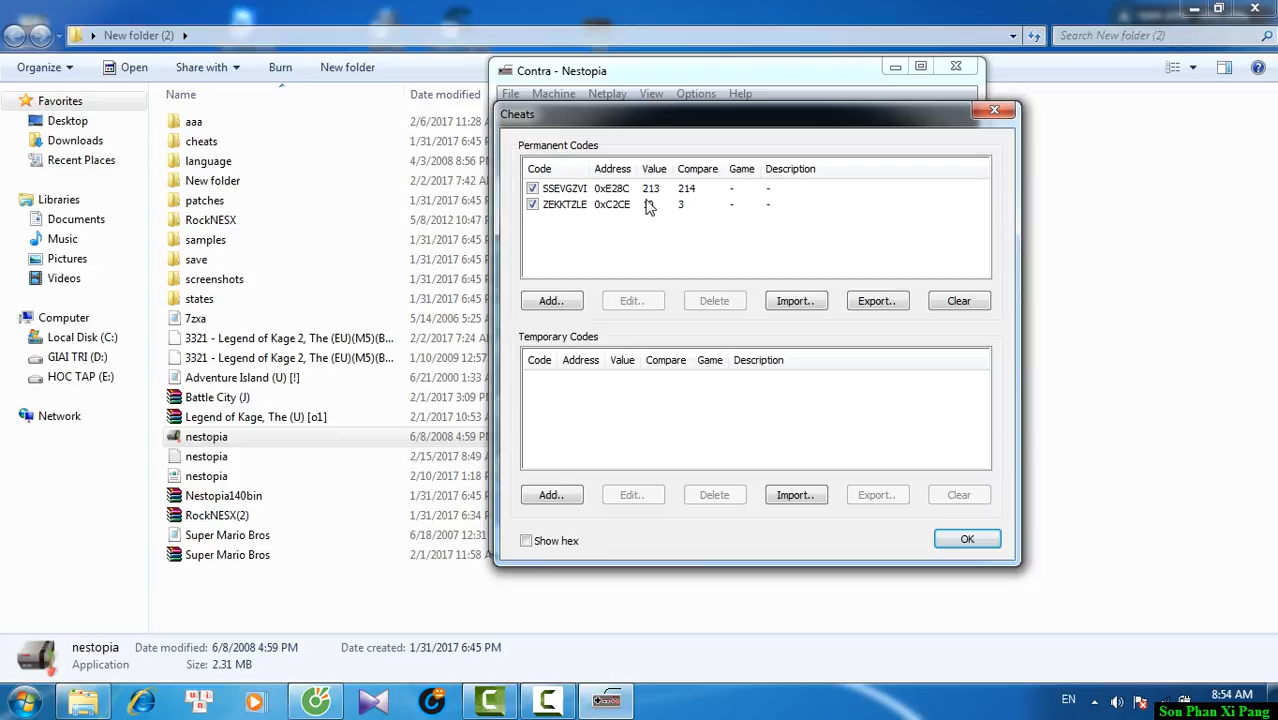 New folder (2)
Search New folder (2)
Organize
Open
Share with
Burn
New folder
Contra - Nestopia
File Machine Netplay View Options Help
Favorites
Desktop
Downloads
Recent Places
Libraries
Documents
Music
Pictures
Videos
Computer
Local Disk (C:)
GIAI TRI (D:)
HOC TAP (E:)
Network
Name Date modified
aaa 2/6/2017 11:28
cheats 1/31/2017 6:45
language 4/3/2008 8:56
New folder 2/10/2017 4:45
patches 1/31/2017 6:45
RockNESX 5/8/2012
samples 1/31/2017 6:45
save 1/31/2017 6:45
screenshots 1/31/2017 6:45
states 1/31/2017 6:45
7zxa 5/14/2006 5:25
3321 - Legend of Kage 2, The (EU)(M5)(B... 2/2/2017 7:24
3321 - Legend of Kage 2, The (EU)(M5)(B... 1/10/2009 12:57
Adventure Island (U) [!] 6/21/2000 1:03
Battle City (J) 2/1/2017 3:09
Legend of Kage, The (U) [o1] 2/1/2017 10:53
nestopia 6/8/2008 4:59
nestopia 2/15/2017 8:49
nestopia 2/10/2017 1:18
Nestopia140bin 1/31/2017 6:45
RockNESX(2) 1/31/2017 6:34
Super Mario Bros 6/18/2007 12:31
Super Mario Bros 2/1/2017 11:58
Cheats
Permanent Codes
Code Address Value Compare Game Description
SSEVGZVI 0xE28C 213 214 - -
ZEKKTZLE 0xC2CE 3 - -
Add.. Edit.. Delete Import.. Export.. Clear
Temporary Codes
Code Address Value Compare Game Description
Add.. Edit.. Delete Import.. Export.. Clear
Show hex
OK
nestopia Date modified: 6/8/2008 4:59 PM Date created: 1/31/2017 6:45 PM
Application Size: 2.31 MB
EN
8:54 AM
Son Phan Xi Pang